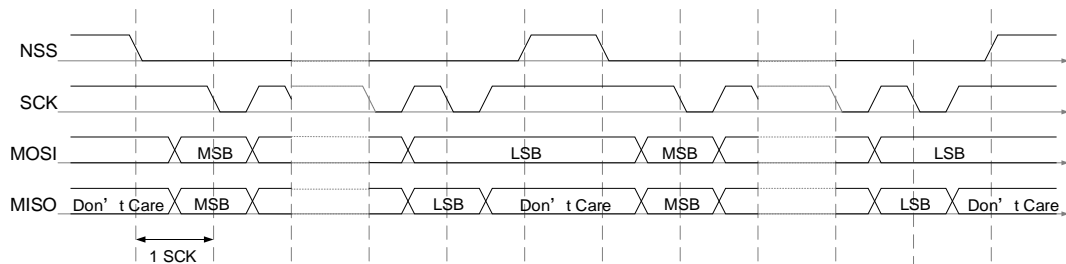 NSS
SCK
MOSI MSB LSB MSB LSB
MISO Don’t Care MSB LSB Don’t Care MSB LSB Don’t Care
1 SCK